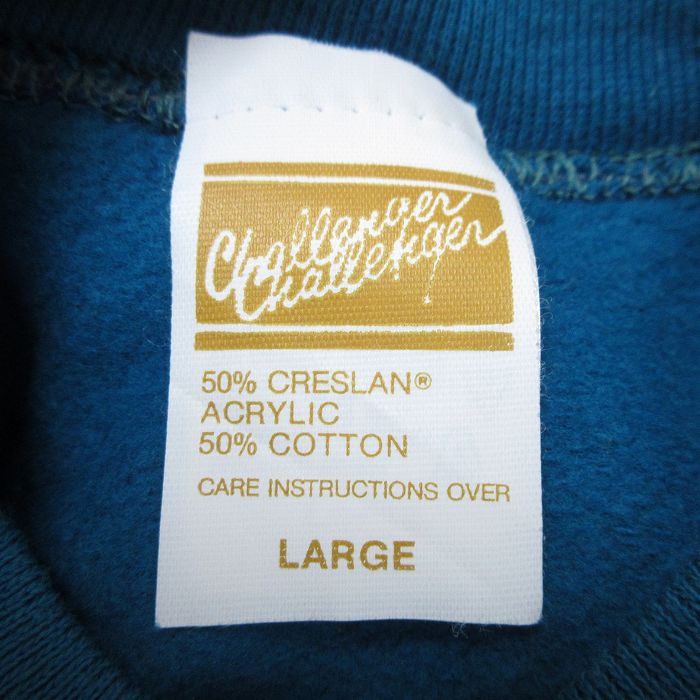 Challenger
Challenger
50% CRESLAN®
ACRYLIC
50% COTTON
CARE INSTRUCTIONS OVER
LARGE